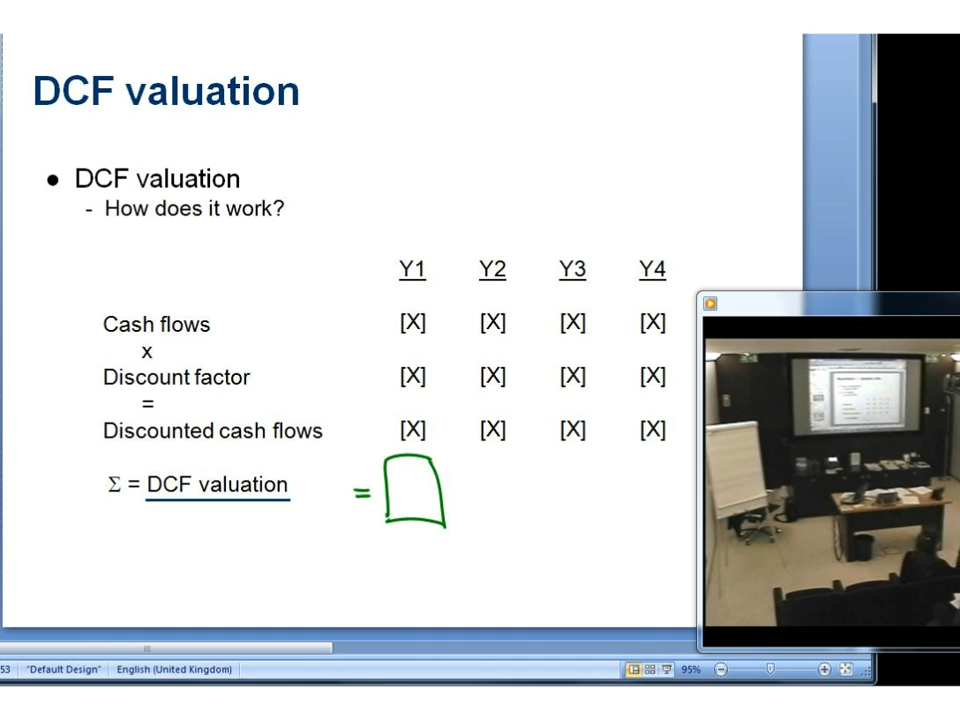 DCF valuation
● DCF valuation
- How does it work?
Y1 Y2 Y3 Y4
Cash flows [X] [X] [X] [X]
x
Discount factor [X] [X] [X] [X]
=
Discounted cash flows [X] [X] [X] [X]
Σ = DCF valuation =
53 "Default Design" English (United Kingdom) 95%